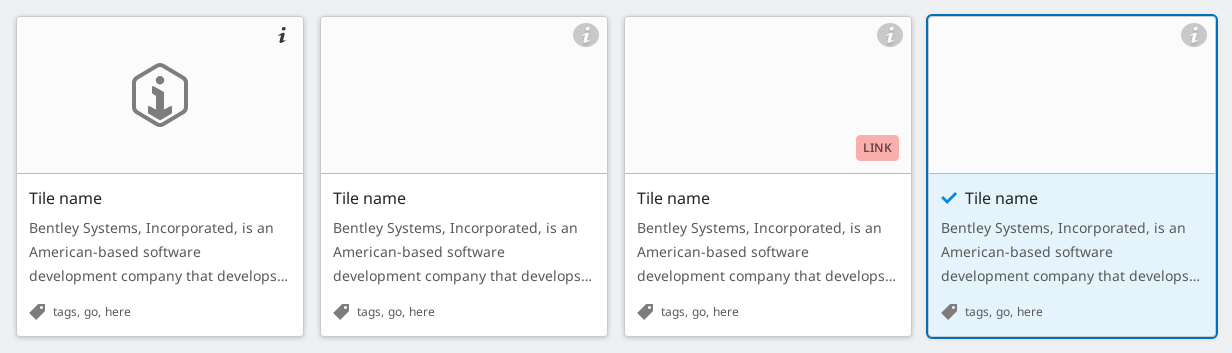 LINK
Tile name
Bentley Systems, Incorporated, is an
American-based software
development company that develops...
tags, go, here
Tile name
Bentley Systems, Incorporated, is an
American-based software
development company that develops...
tags, go, here
Tile name
Bentley Systems, Incorporated, is an
American-based software
development company that develops...
tags, go, here
Tile name
Bentley Systems, Incorporated, is an
American-based software
development company that develops...
tags, go, here